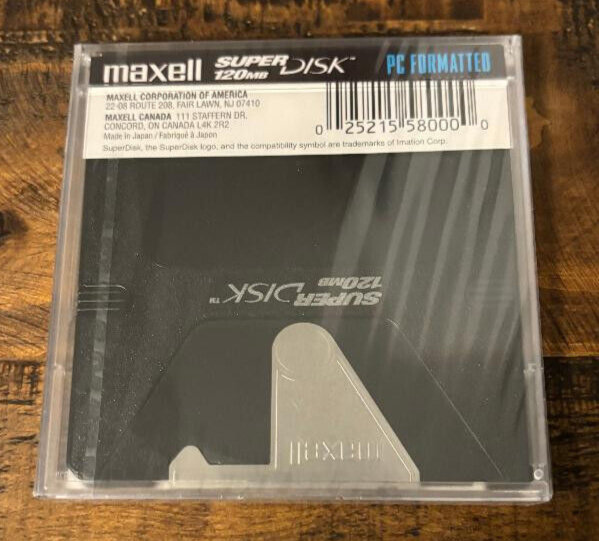 maxell SUPER DISK™ PC FORMATTED
120MB
MAXELL CORPORATION OF AMERICA
22-08 ROUTE 208, FAIR LAWN, NJ 07410
MAXELL CANADA 111 STAFFERN DR.
CONCORD, ON CANADA L4K 2R2
Made in Japan / Fabriqué à Japon
0 25215 58000 0
SuperDisk, the SuperDisk logo, and the compatibility symbol are trademarks of Imation Corp.
SUPER DISK™
120MB
maxell